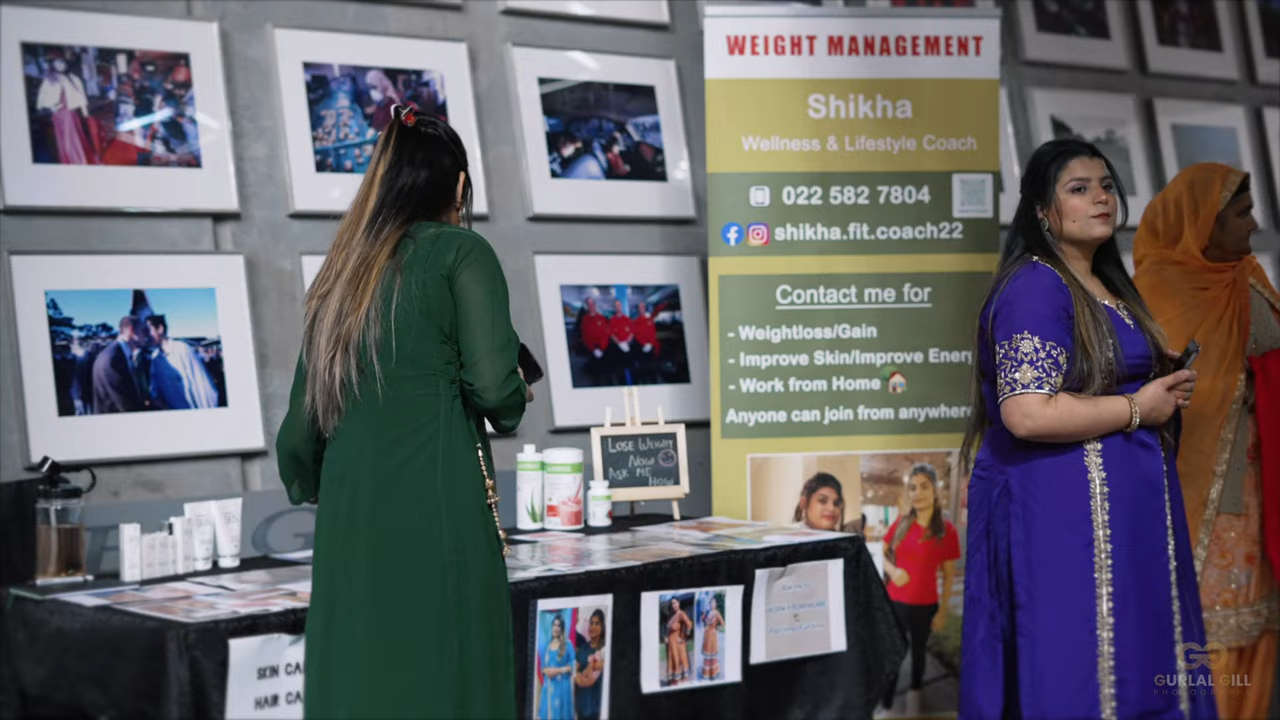 WEIGHT MANAGEMENT
Shikha
Wellness & Lifestyle Coach
022 582 7804
shikha.fit.coach22
Contact me for
- Weightloss/Gain
- Improve Skin/Improve Energ
- Work from Home
Anyone can join from anywhere
LOSE WEIGHT
NOW
ASK ME
HOW
SKIN CA
HAIR CA
GURLAL GILL
PHOTOGRAPHY